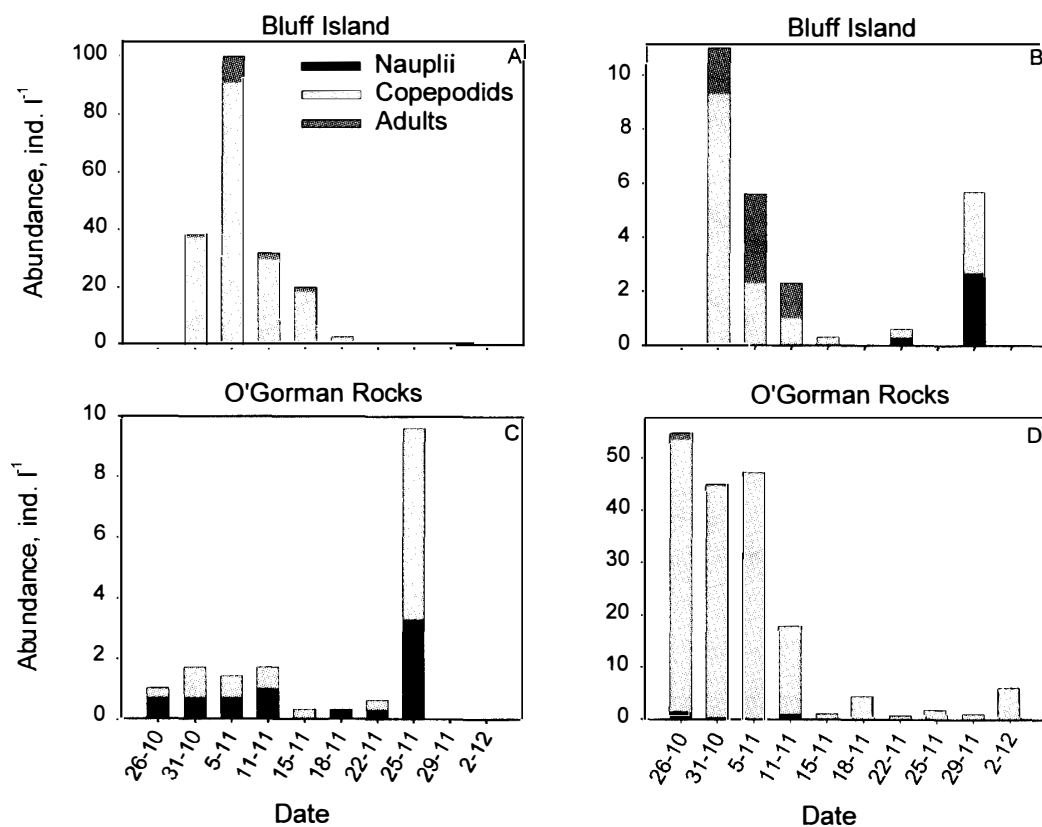 Bluff Island
A
Nauplii
Copepodids
Adults
100
80
60
40
20
0
Abundance, ind. l⁻¹
Bluff Island
B
10
8
6
4
2
0
O'Gorman Rocks
C
10
8
6
4
2
0
Abundance, ind. l⁻¹
26-10
31-10
5-11
11-11
15-11
18-11
22-11
25-11
29-11
2-12
Date
O'Gorman Rocks
D
50
40
30
20
10
0
26-10
31-10
5-11
11-11
15-11
18-11
22-11
25-11
29-11
2-12
Date